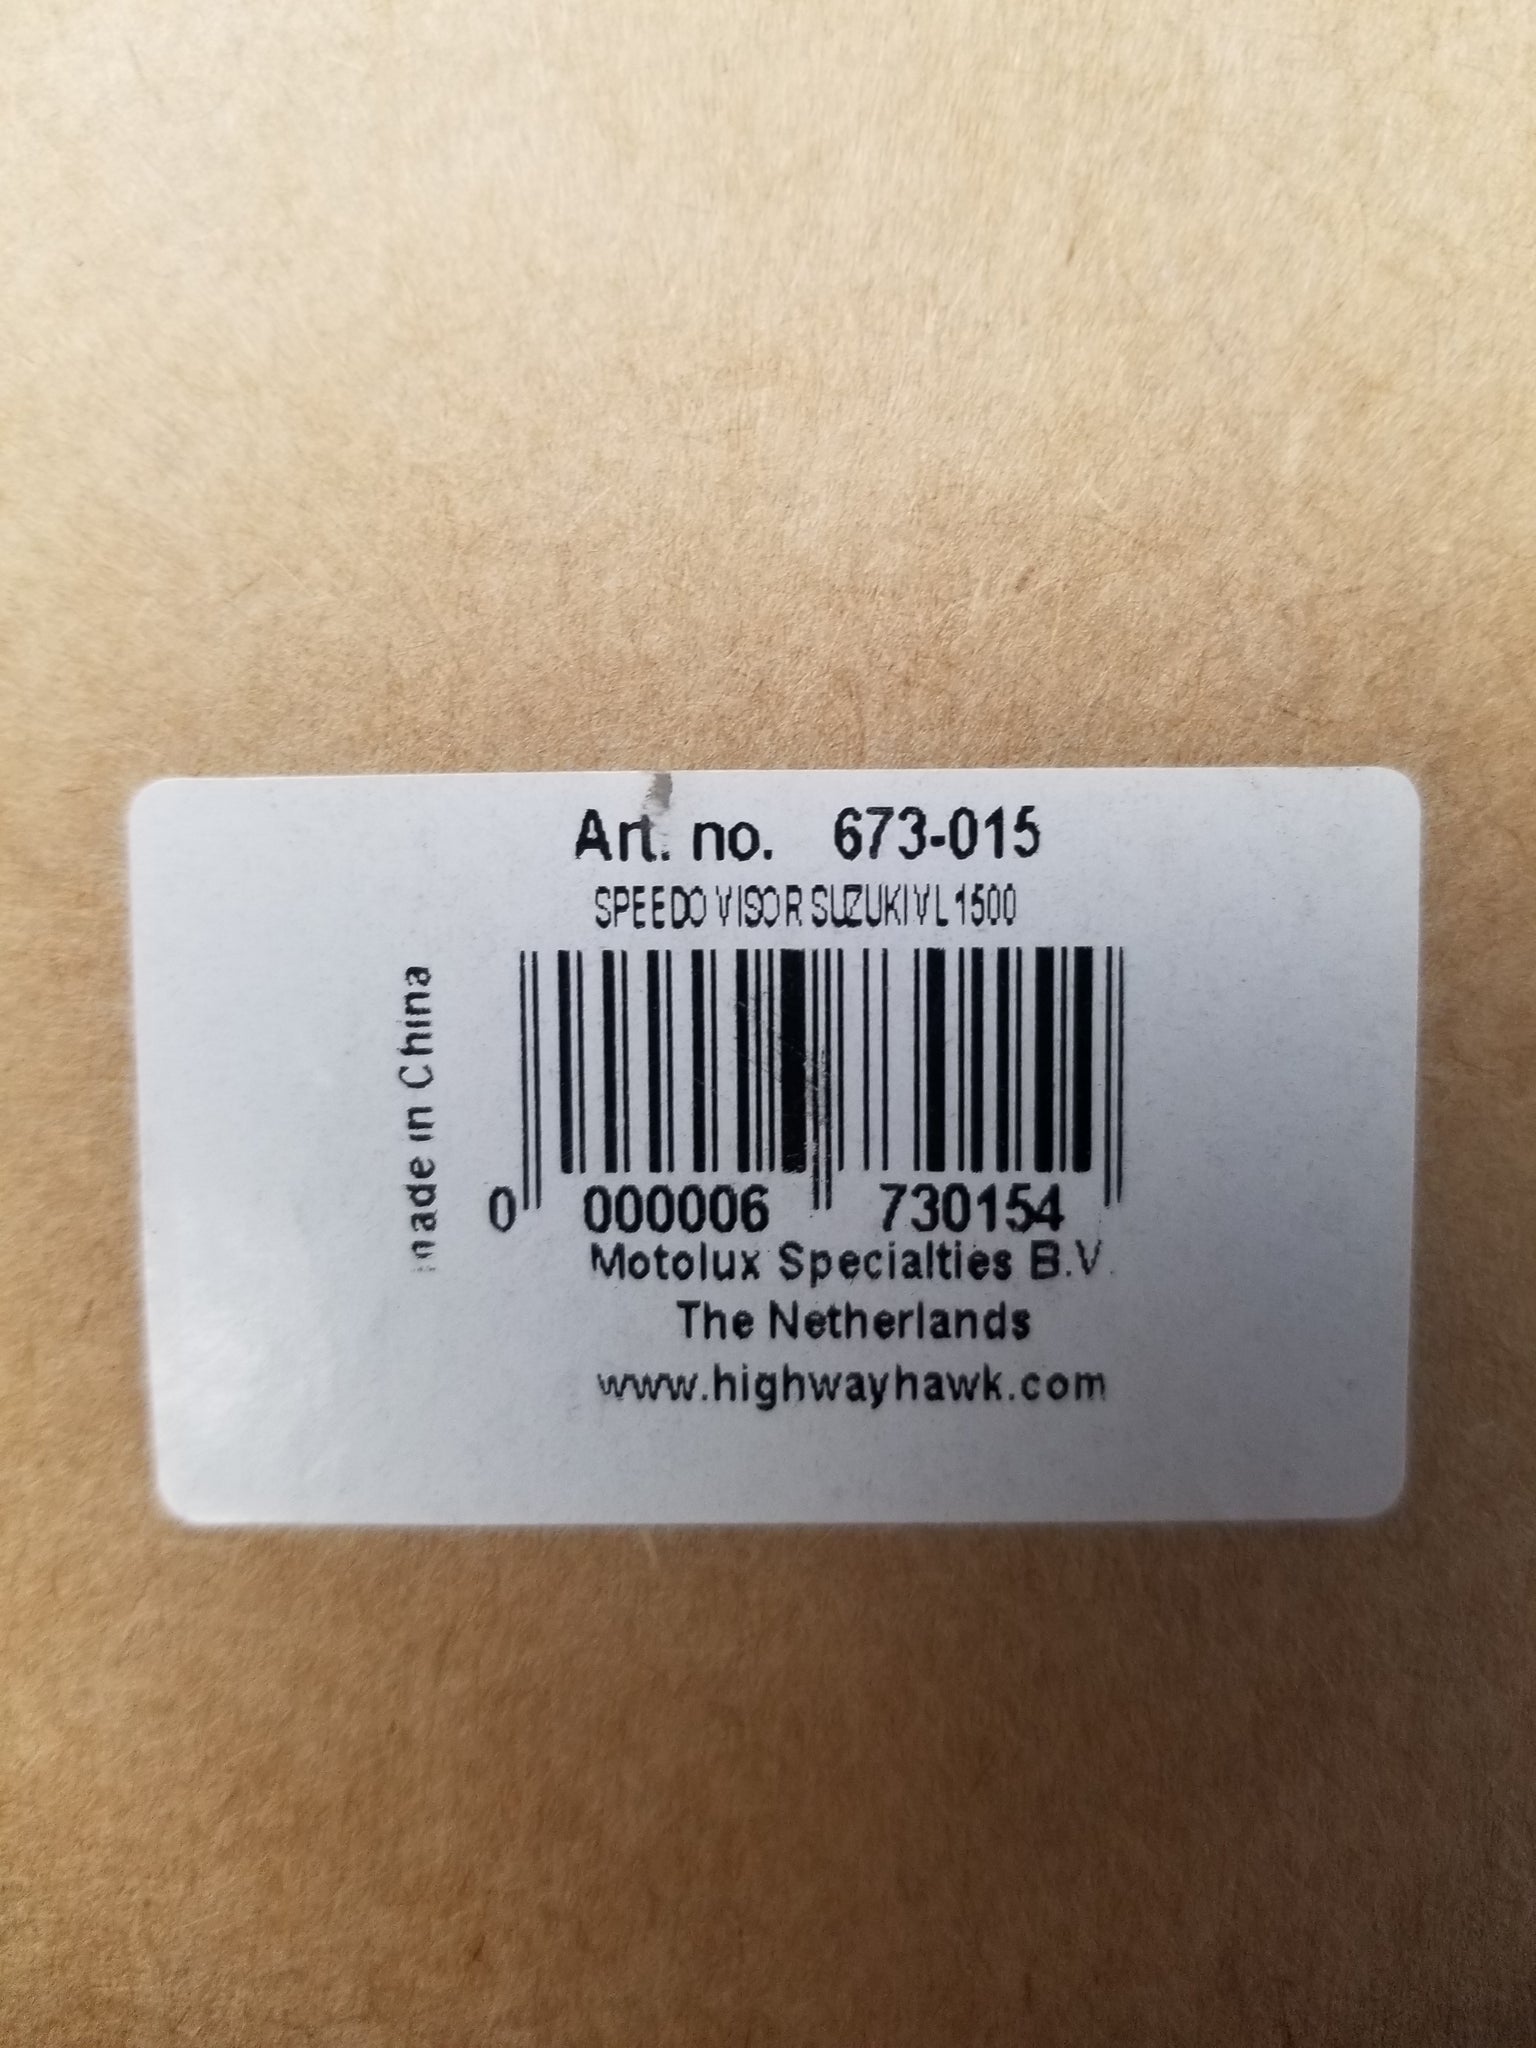 Art. no. 673-015
SPEEDO VISOR SUZUKI VL 1500
made in China
0 000006 730154
Motolux Specialties B.V.
The Netherlands
www.highwayhawk.com